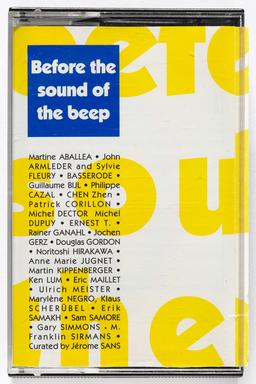 Before the
sound of
the beep
Martine ABALLEA • John
ARMLEDER and Sylvie
FLEURY • BASSERODE •
Guillaume BIJL • Philippe
CAZAL • CHEN Zhen •
Patrick CORILLON •
Michel DECTOR Michel
DUPUY • ERNEST T. •
Rainer GANAHL • Jochen
GERZ • Douglas GORDON
• Noritoshi HIRAKAWA •
Anne Marie JUGNET •
Martin KIPPENBERGER •
Ken LUM • Eric MAILLET
• Ulrich MEISTER •
Marylène NEGRO, Klaus
SCHERÜBEL • Erik
SAMAKH • Sam SAMORE
• Gary SIMMONS • M.
Franklin SIRMANS •
Curated by Jérome SANS